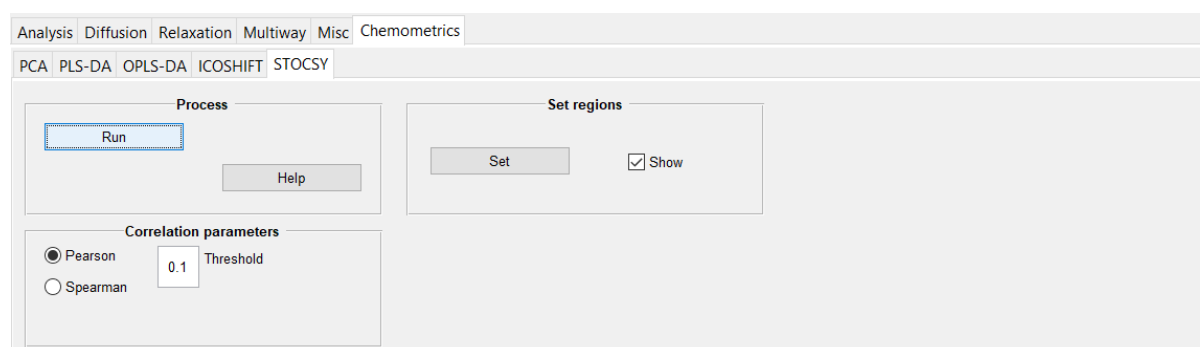 Analysis Diffusion Relaxation Multiway Misc Chemometrics
PCA PLS-DA OPLS-DA ICOSHIFT STOCSY
Process
Run
Help
Set regions
Set
Show
Correlation parameters
Pearson
0.1
Threshold
Spearman